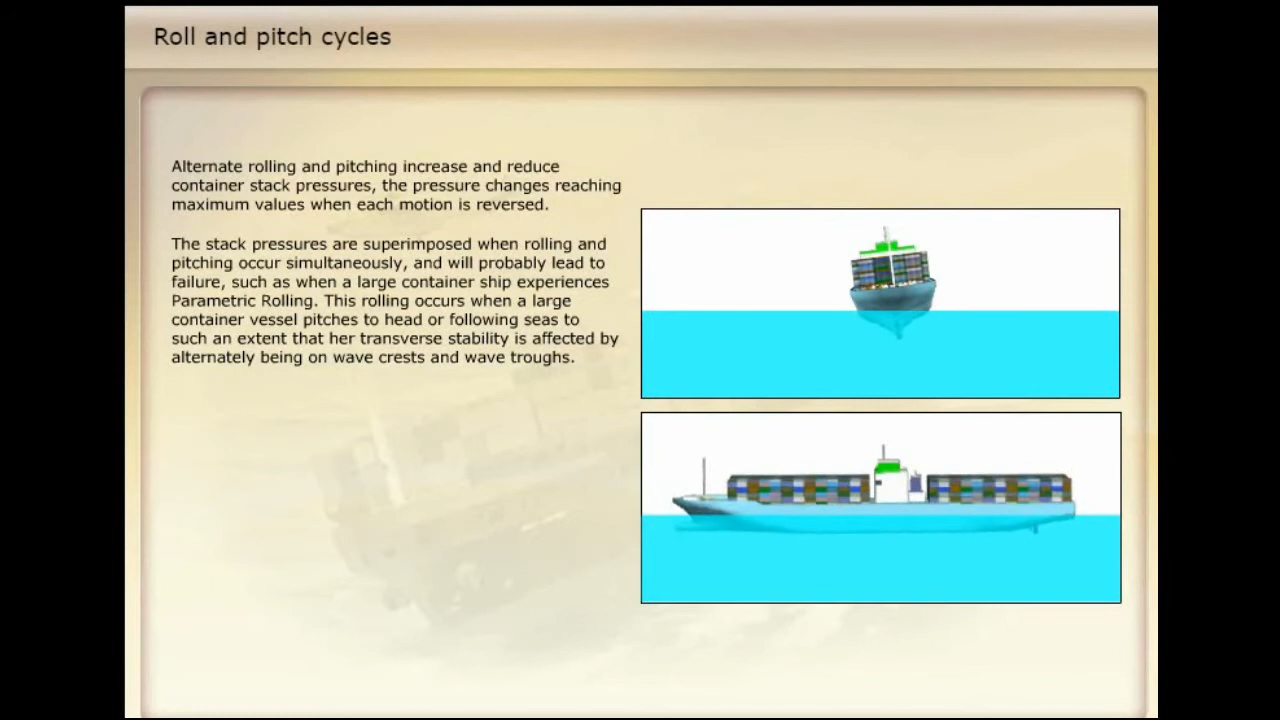 Roll and pitch cycles
Alternate rolling and pitching increase and reduce
container stack pressures, the pressure changes reaching
maximum values when each motion is reversed.
The stack pressures are superimposed when rolling and
pitching occur simultaneously, and will probably lead to
failure, such as when a large container ship experiences
Parametric Rolling. This rolling occurs when a large
container vessel pitches to head or following seas to
such an extent that her transverse stability is affected by
alternately being on wave crests and wave troughs.